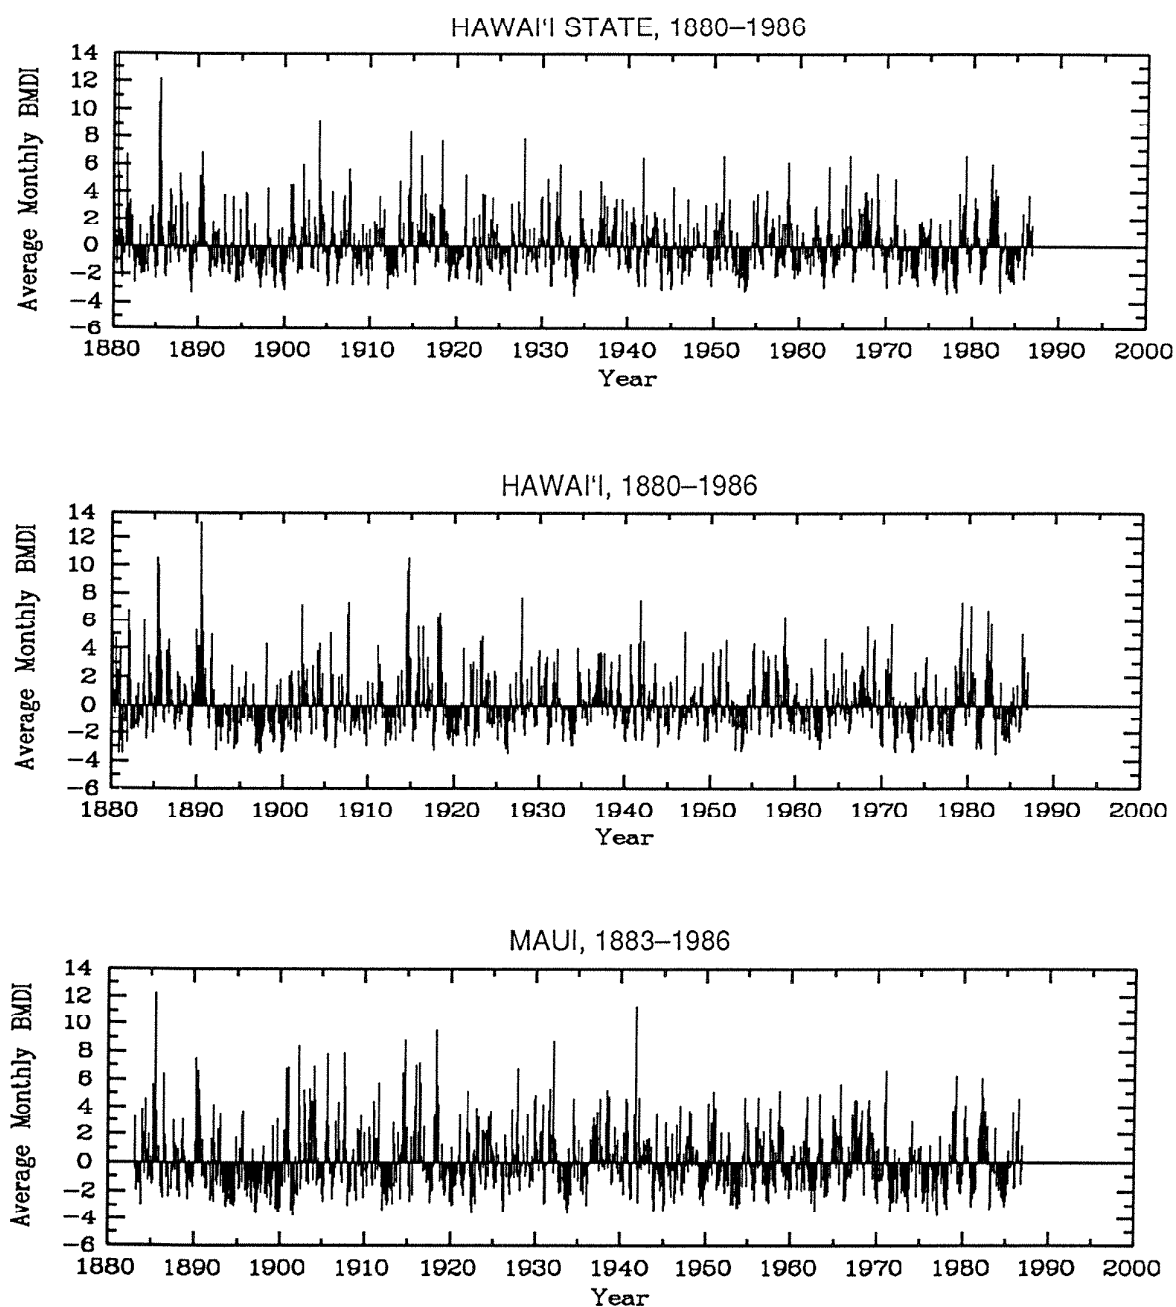 HAWAI'I STATE, 1880–1986
Average Monthly BMDI
14
12
10
8
6
4
2
0
−2
−4
−6
1880 1890 1900 1910 1920 1930 1940 1950 1960 1970 1980 1990 2000
Year
HAWAI'I, 1880–1986
Average Monthly BMDI
14
12
10
8
6
4
2
0
−2
−4
−6
1880 1890 1900 1910 1920 1930 1940 1950 1960 1970 1980 1990 2000
Year
MAUI, 1883–1986
Average Monthly BMDI
14
12
10
8
6
4
2
0
−2
−4
−6
1880 1890 1900 1910 1920 1930 1940 1950 1960 1970 1980 1990 2000
Year